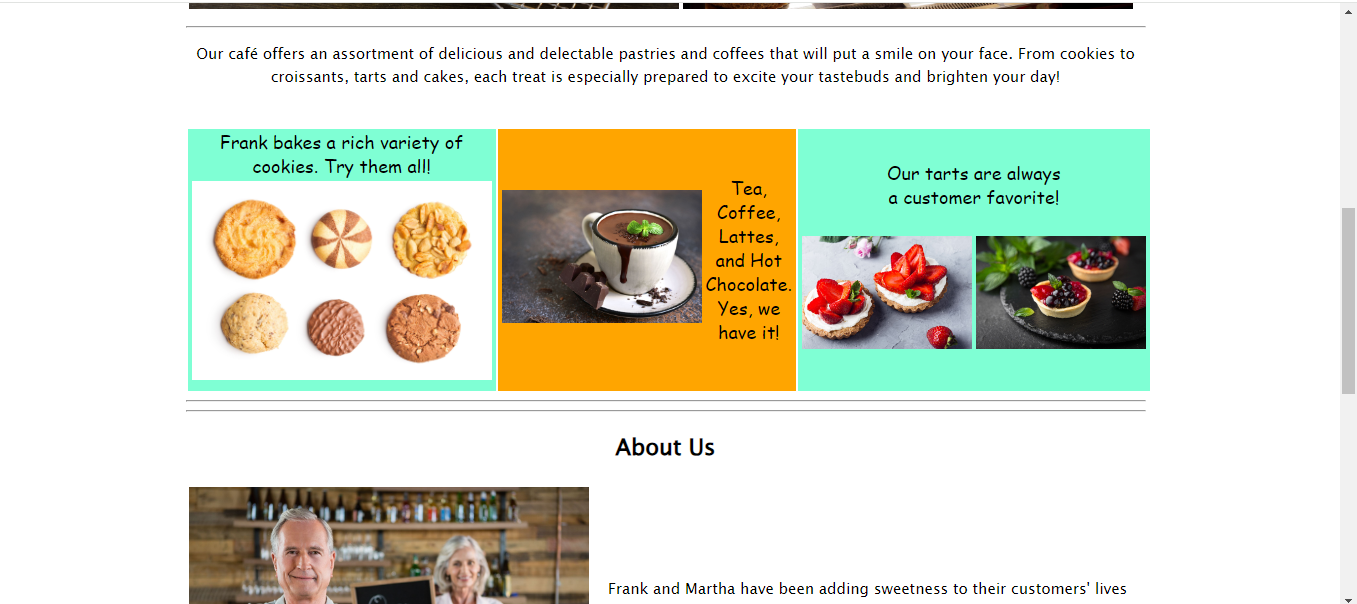 Our café offers an assortment of delicious and delectable pastries and coffees that will put a smile on your face. From cookies to
croissants, tarts and cakes, each treat is especially prepared to excite your tastebuds and brighten your day!
Frank bakes a rich variety of
cookies. Try them all!
Tea,
Coffee,
Lattes,
and Hot
Chocolate.
Yes, we
have it!
Our tarts are always
a customer favorite!
About Us
Frank and Martha have been adding sweetness to their customers' lives